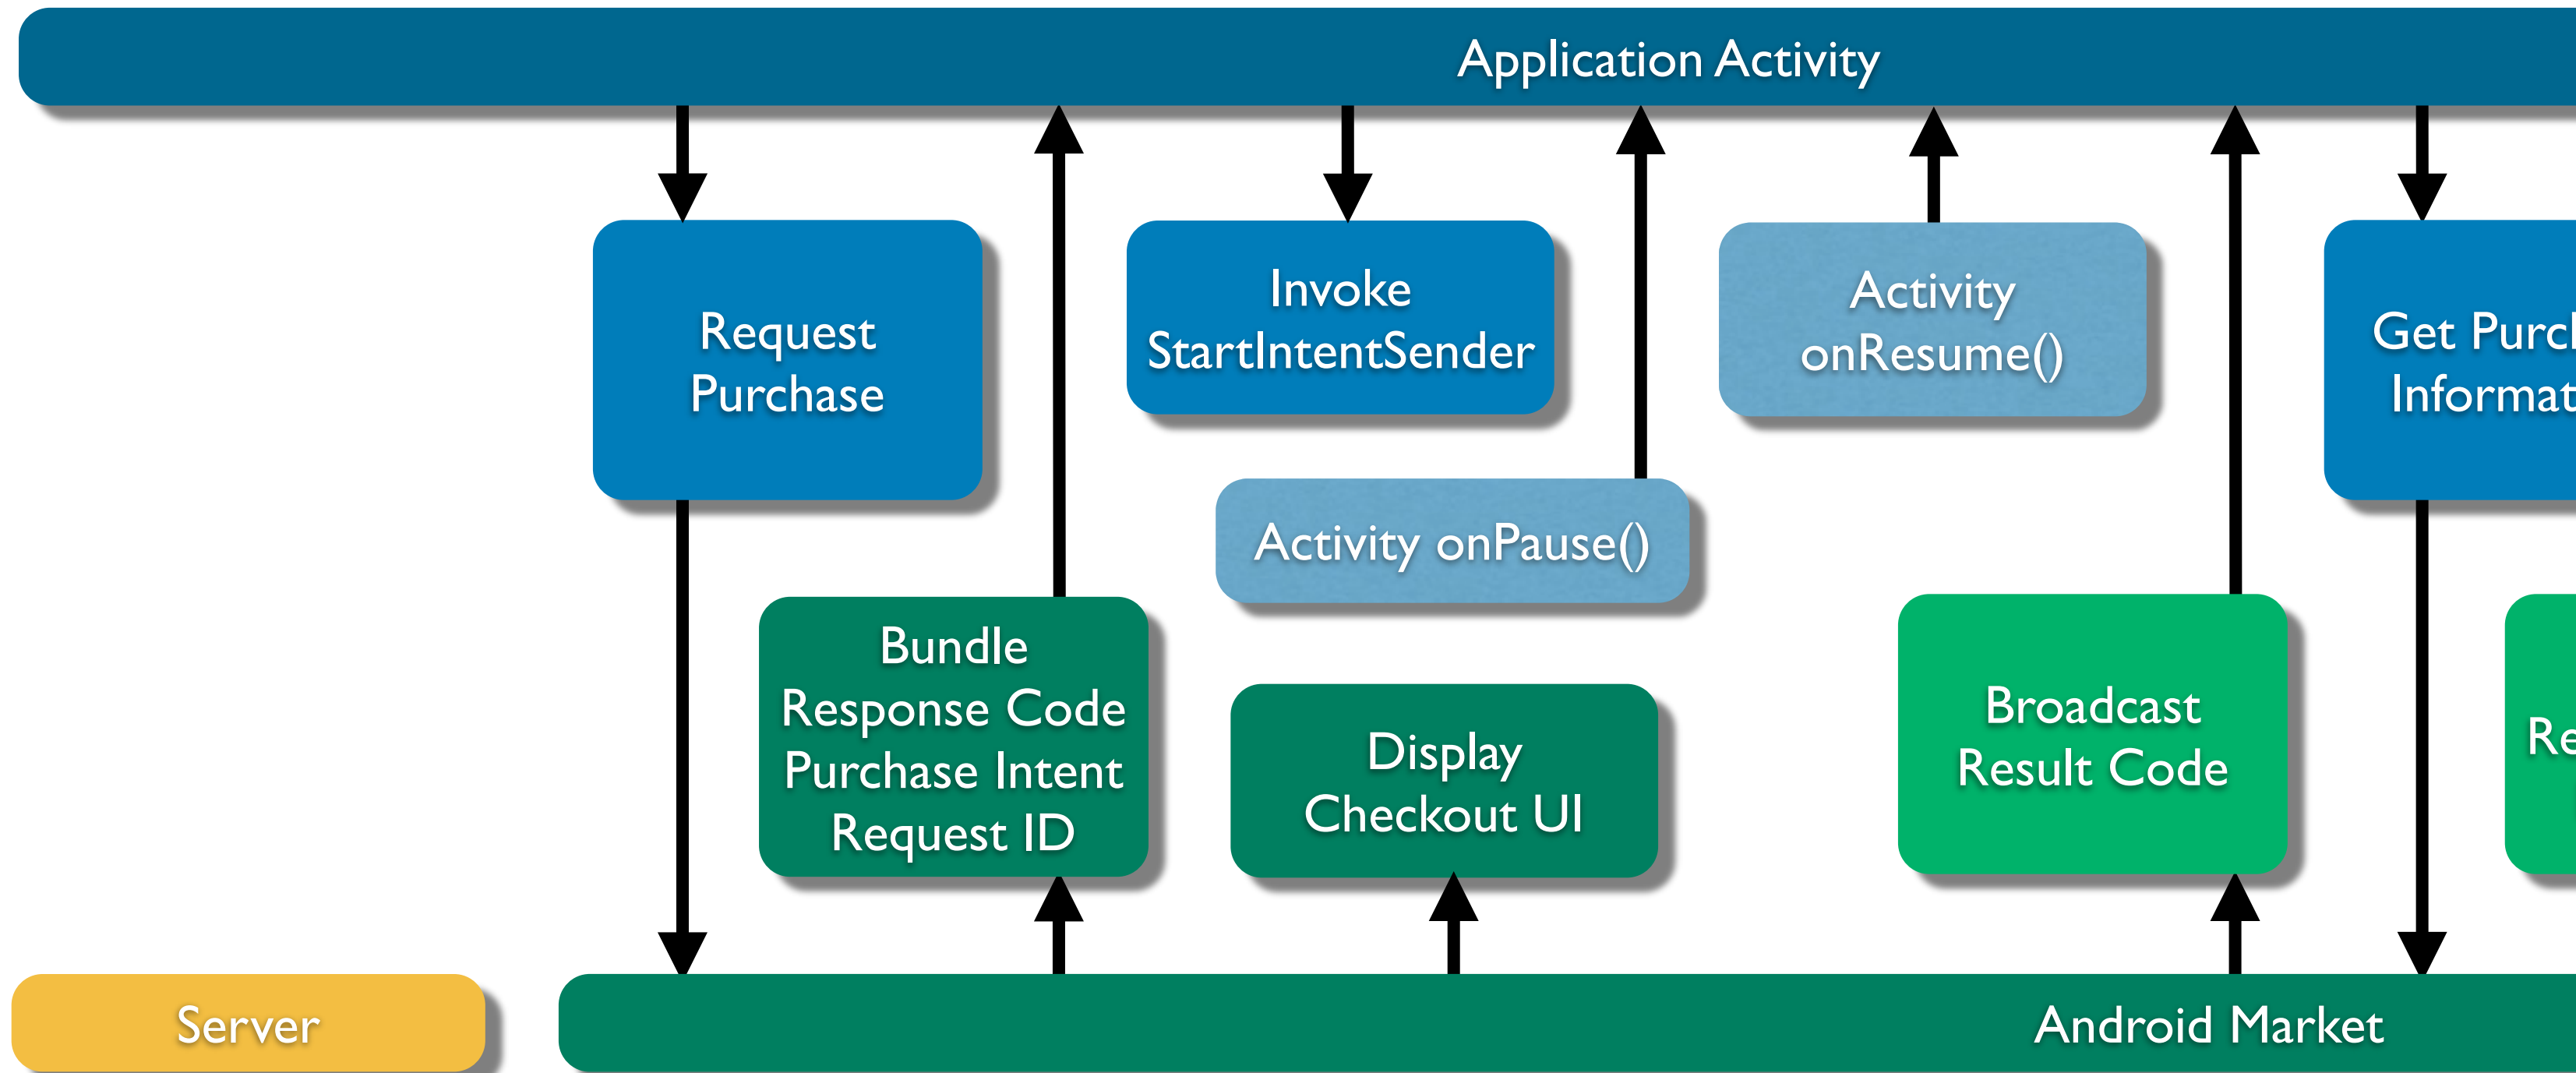 Application Activity
Request
Purchase
Invoke
StartIntentSender
Activity
onResume()
Get
Activity onPause()
Bundle
Response Code
Purchase Intent
Request ID
Display
Checkout UI
Broadcast
Result Code
Server
Android Market